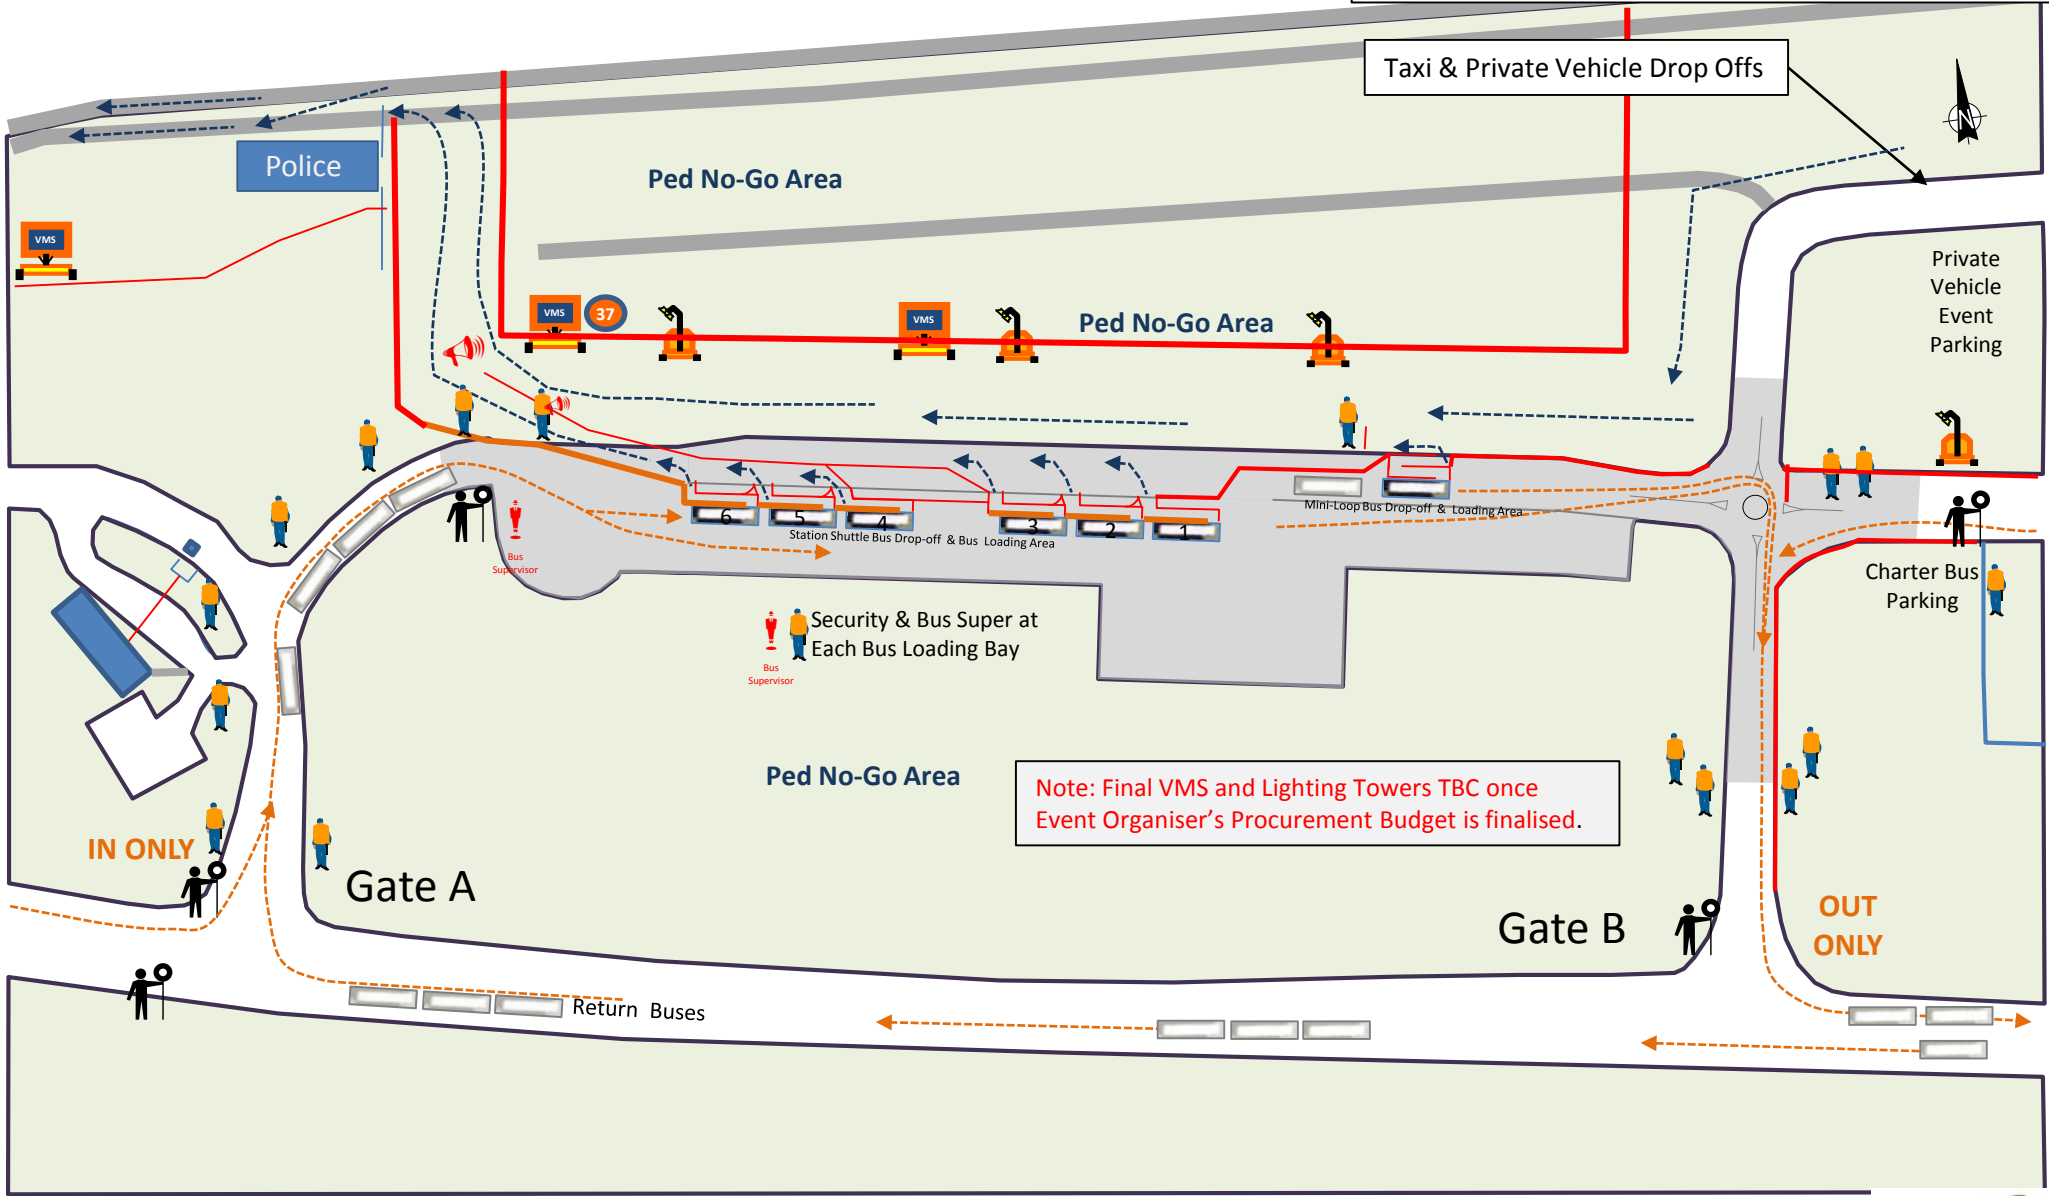 Taxi & Private Vehicle Drop Offs
N
Police
Ped No-Go Area
VMS
Private
Vehicle
Event
Parking
VMS
37
VMS
Ped No-Go Area
6
5
4
3
2
1
Mini-Loop Bus Drop-off & Loading Area
Station Shuttle Bus Drop-off & Bus Loading Area
Bus
Supervisor
Charter Bus
Parking
Security & Bus Super at
Each Bus Loading Bay
Bus
Supervisor
Ped No-Go Area
Note: Final VMS and Lighting Towers TBC once
Event Organiser’s Procurement Budget is finalised.
IN ONLY
Gate A
Gate B
OUT
ONLY
Return Buses